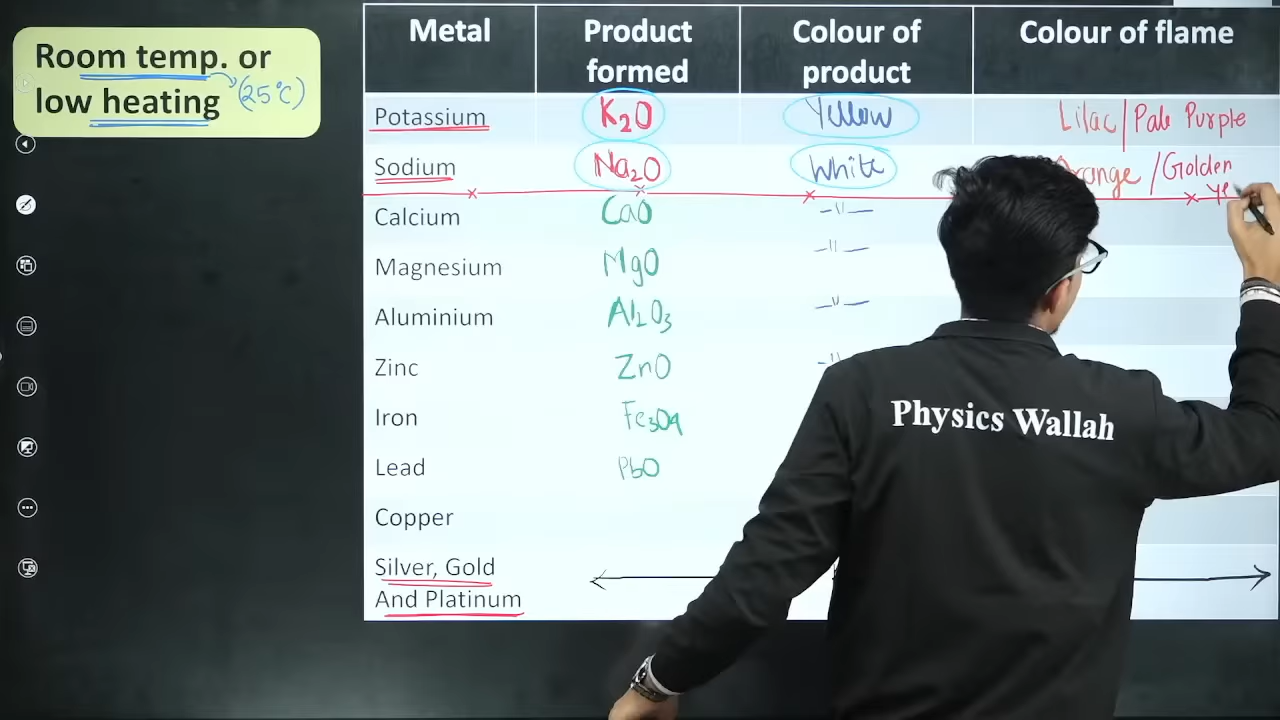 Room temp. or
low heating (25°C)
Metal Product formed Colour of product Colour of flame
Potassium K₂O Yellow Lilac/Pale Purple
Sodium Na₂O White Orange /Golden
Ye
Calcium CaO -"-
Magnesium MgO -"-
Aluminium Al₂O₃ -"-
Zinc ZnO -"-
Iron Fe₃O₄
Lead PbO
Copper
Silver, Gold
And Platinum
Physics Wallah